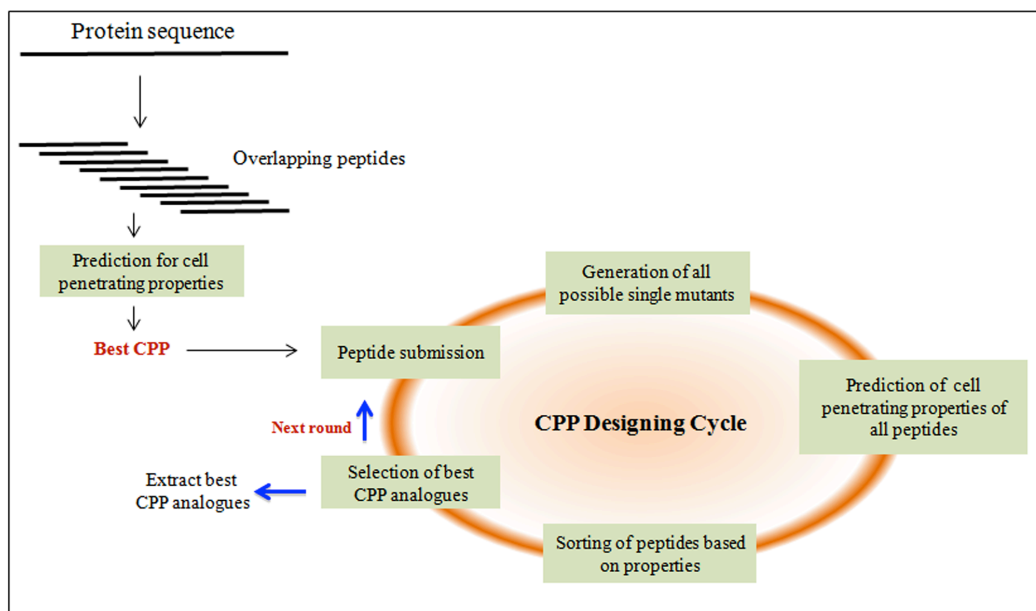 Protein sequence
Overlapping peptides
Prediction for cell
penetrating properties
Best CPP
Peptide submission
Generation of all
possible single mutants
Prediction of cell
penetrating properties of
all peptides
CPP Designing Cycle
Next round
Selection of best
CPP analogues
Extract best
CPP analogues
Sorting of peptides based
on properties